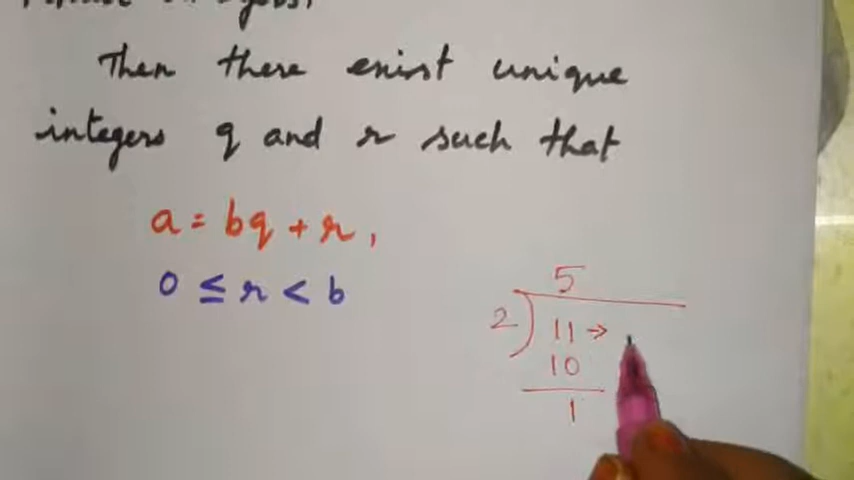 Then there exist unique
integers q and r such that
a = bq + r,
0 ≤ r < b
5
2) 11 →
10
1